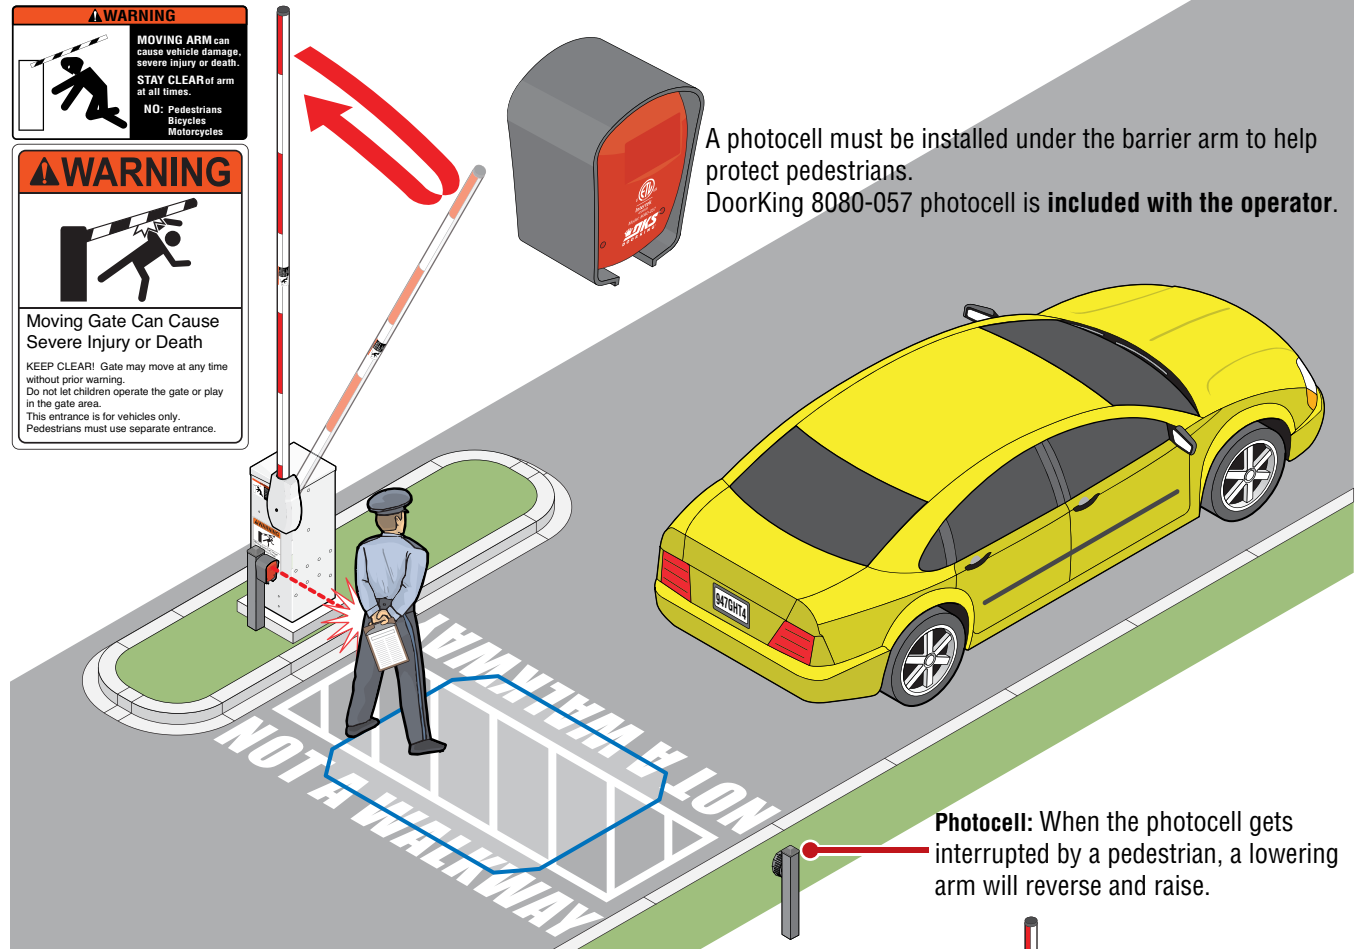 WARNING
MOVING ARM can
cause vehicle damage,
severe injury or death.
STAY CLEAR of arm
at all times.
NO: Pedestrians
Bicycles
Motorcycles
WARNING
Moving Gate Can Cause
Severe Injury or Death
KEEP CLEAR! Gate may move at any time
without prior warning.
Do not let children operate the gate or play
in the gate area.
This entrance is for vehicles only.
Pedestrians must use separate entrance.
A photocell must be installed under the barrier arm to help
protect pedestrians.
DoorKing 8080-057 photocell is included with the operator.
ETL
Intertek
DKS
DOORKING
947GHT4
NOT A WALKWAY
NOT A WALKWAY
Photocell: When the photocell gets
interrupted by a pedestrian, a lowering
arm will reverse and raise.